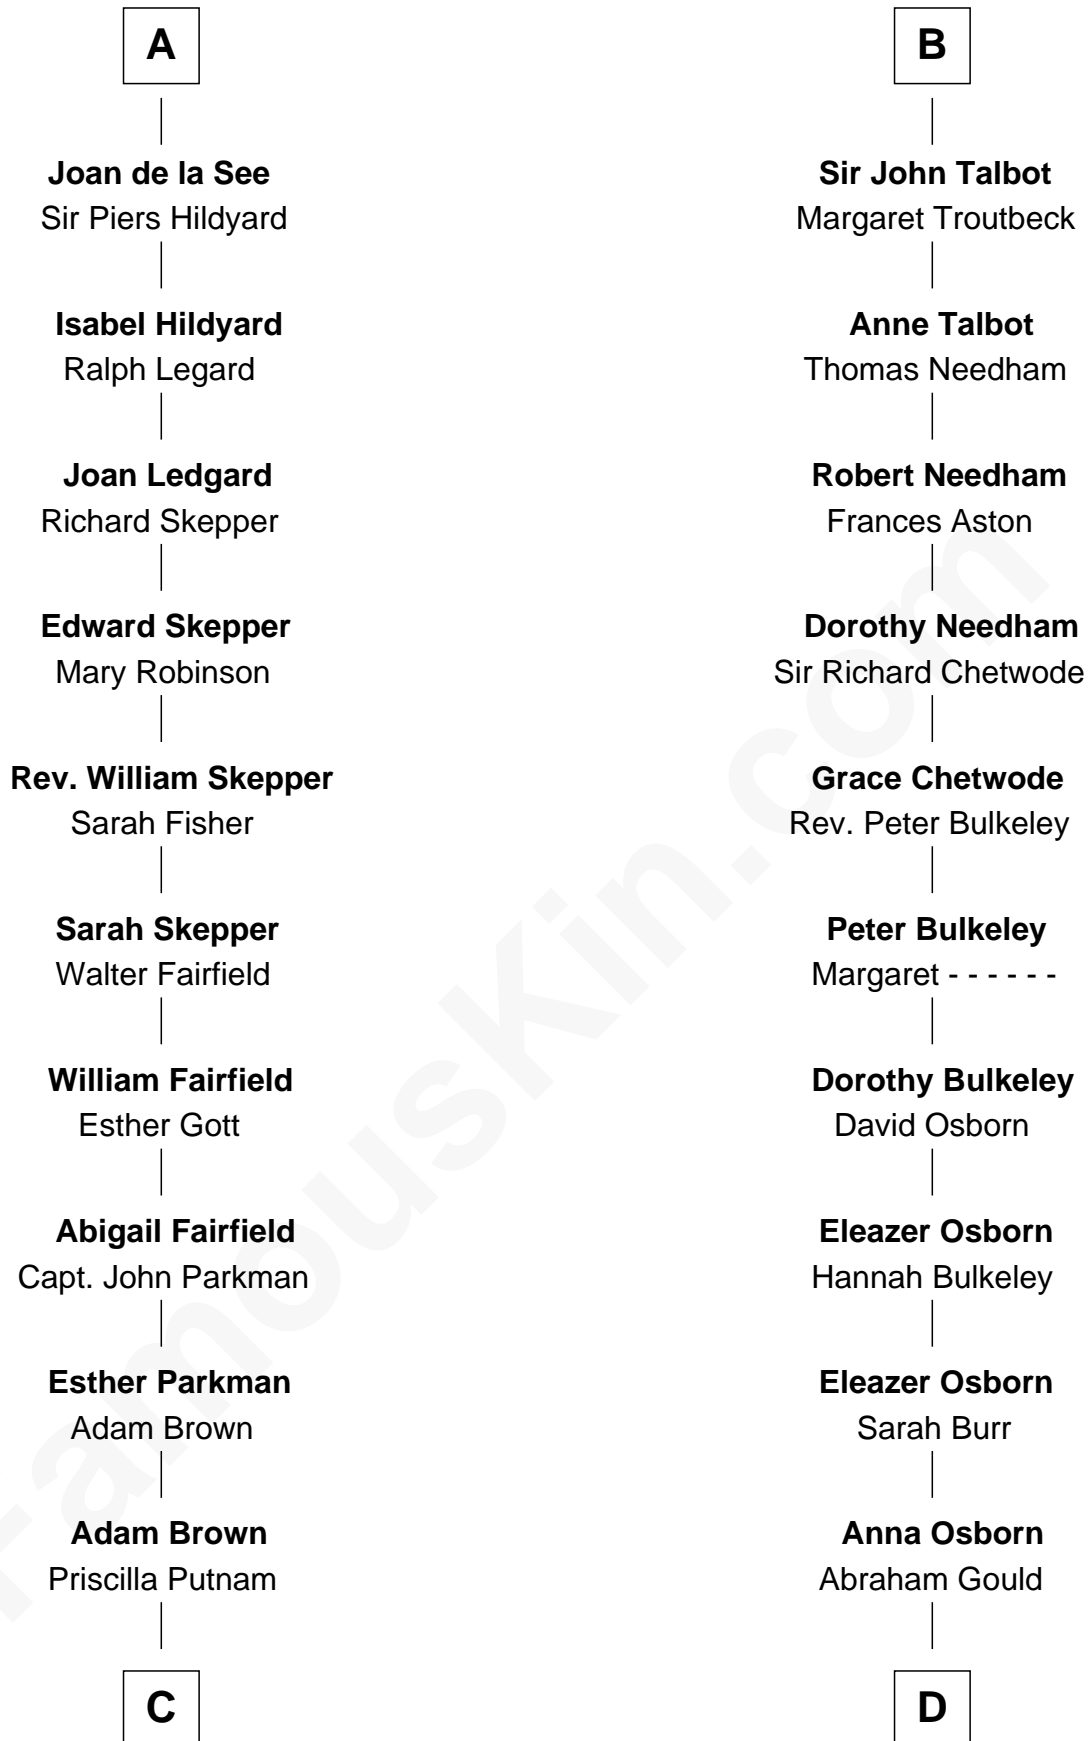 A
Joan de la See
Sir Piers Hildyard
Isabel Hildyard
Ralph Legard
Joan Ledgard
Richard Skepper
Edward Skepper
Mary Robinson
Rev. William Skepper
Sarah Fisher
Sarah Skepper
Walter Fairfield
William Fairfield
Esther Gott
Abigail Fairfield
Capt. John Parkman
Esther Parkman
Adam Brown
Adam Brown
Priscilla Putnam
C
B
Sir John Talbot
Margaret Troutbeck
Anne Talbot
Thomas Needham
Robert Needham
Frances Aston
Dorothy Needham
Sir Richard Chetwode
Grace Chetwode
Rev. Peter Bulkeley
Peter Bulkeley
Margaret - - - - - -
Dorothy Bulkeley
David Osborn
Eleazer Osborn
Hannah Bulkeley
Eleazer Osborn
Sarah Burr
Anna Osborn
Abraham Gould
D
FamousKin.com